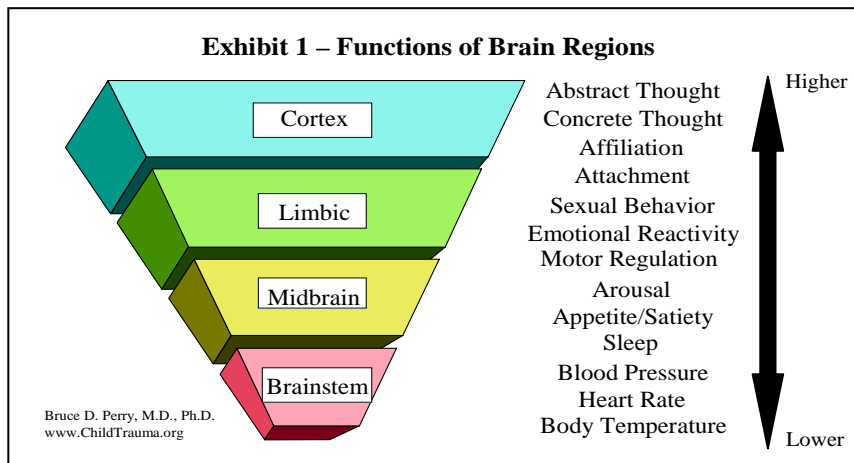 Exhibit 1 – Functions of Brain Regions
Cortex
Limbic
Midbrain
Brainstem
Abstract Thought
Concrete Thought
Affiliation
Attachment
Sexual Behavior
Emotional Reactivity
Motor Regulation
Arousal
Appetite/Satiety
Sleep
Blood Pressure
Heart Rate
Body Temperature
Higher
Lower
Bruce D. Perry, M.D., Ph.D.
www.ChildTrauma.org